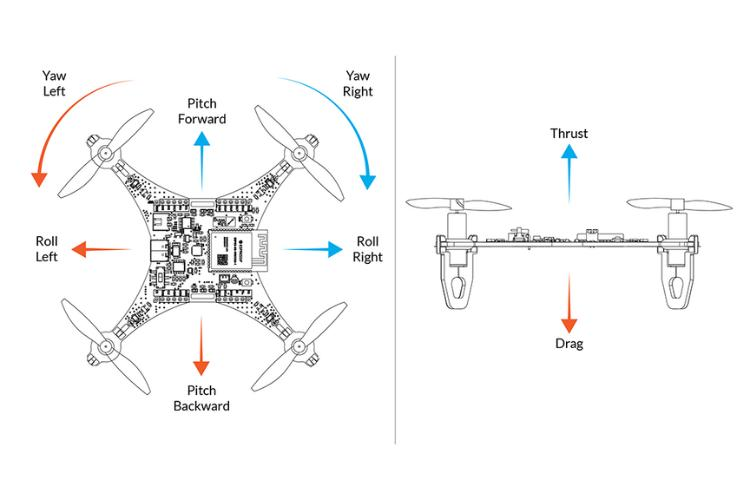 Yaw
Left
Yaw
Right
Pitch
Forward
Roll
Left
Roll
Right
Pitch
Backward
Thrust
Drag